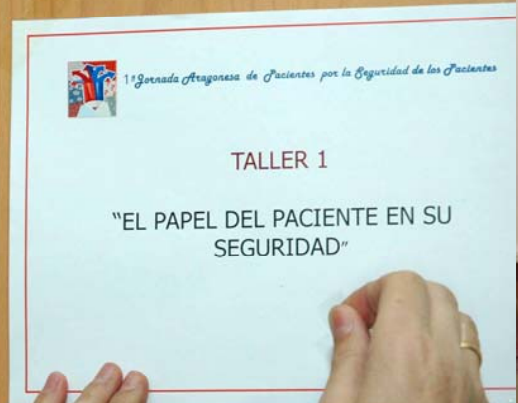 1ª Jornada Aragonesa de Pacientes por la Seguridad de los Pacientes
TALLER 1
“EL PAPEL DEL PACIENTE EN SU
SEGURIDAD”